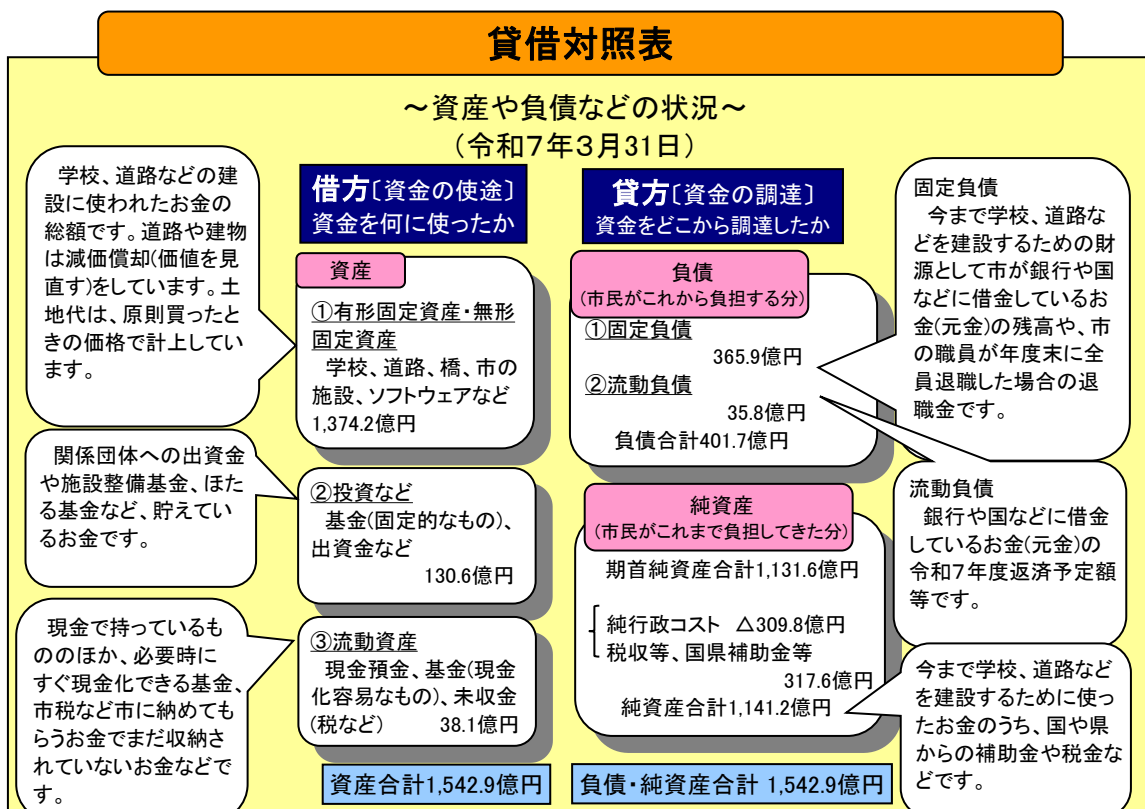 貸借対照表
～資産や負債などの状況～
（令和７年３月31日）
学校、道路などの建
設に使われたお金の
総額です。道路や建物
は減価償却(価値を見
直す)をしています。土
地代は、原則買ったと
きの価格で計上してい
ます。
関係団体への出資金
や施設整備基金、ほた
る基金など、貯えてい
るお金です。
現金で持っているも
ののほか、必要時に
すぐ現金化できる基金、
市税など市に納めても
らうお金でまだ収納さ
れていないお金などで
す。
借方〔資金の使途〕
資金を何に使ったか
資産
①有形固定資産・無形
固定資産
学校、道路、橋、市の
施設、ソフトウェアなど
1,374.2億円
②投資など
基金(固定的なもの)、
出資金など
130.6億円
③流動資産
現金預金、基金(現金
化容易なもの)、未収金
(税など) 38.1億円
資産合計1,542.9億円
貸方〔資金の調達〕
資金をどこから調達したか
負債
(市民がこれから負担する分)
①固定負債
365.9億円
②流動負債
35.8億円
負債合計401.7億円
純資産
(市民がこれまで負担してきた分)
期首純資産合計1,131.6億円
純行政コスト △309.8億円
税収等、国県補助金等
317.6億円
純資産合計1,141.2億円
負債・純資産合計 1,542.9億円
固定負債
今まで学校、道路な
どを建設するための財
源として市が銀行や国
などに借金しているお
金(元金)の残高や、市
の職員が年度末に全
員退職した場合の退
職金です。
流動負債
銀行や国などに借金
しているお金(元金)の
令和７年度返済予定額
等です。
今まで学校、道路など
を建設するために使っ
たお金のうち、国や県
からの補助金や税金な
どです。